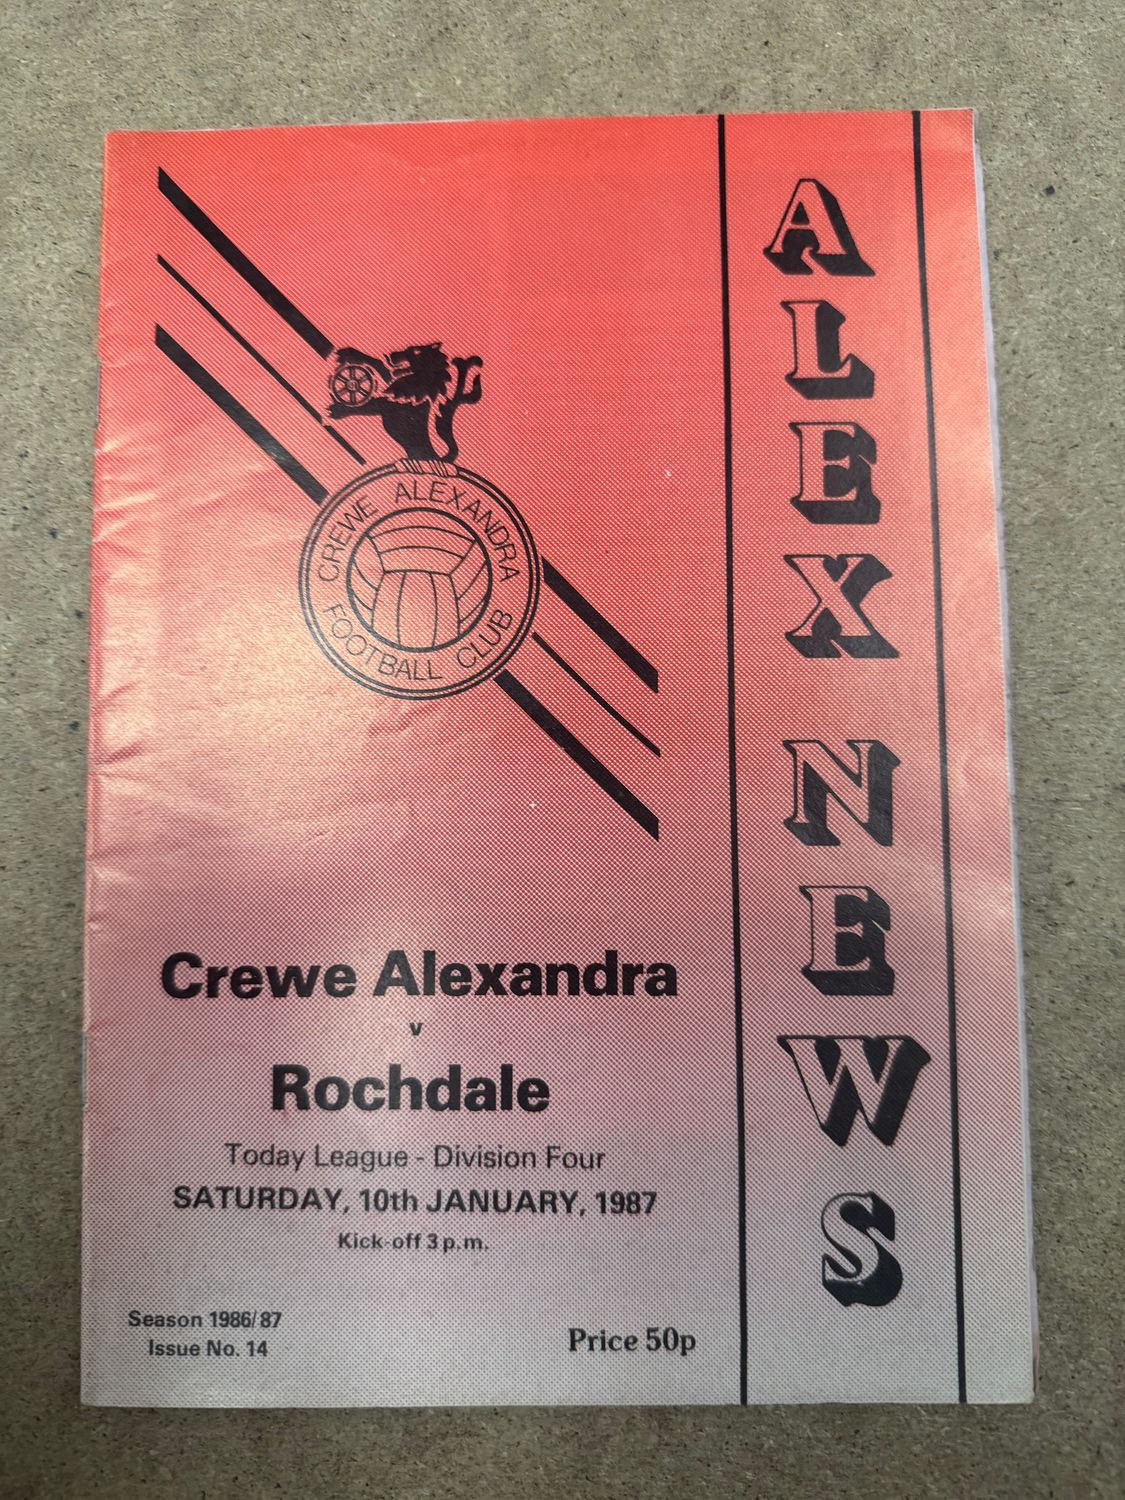 ALEX NEWS
CREWE ALEXANDRA
FOOTBALL CLUB
Crewe Alexandra
v
Rochdale
Today League - Division Four
SATURDAY, 10th JANUARY, 1987
Kick-off 3 p.m.
Season 1986/87
Issue No. 14
Price 50p